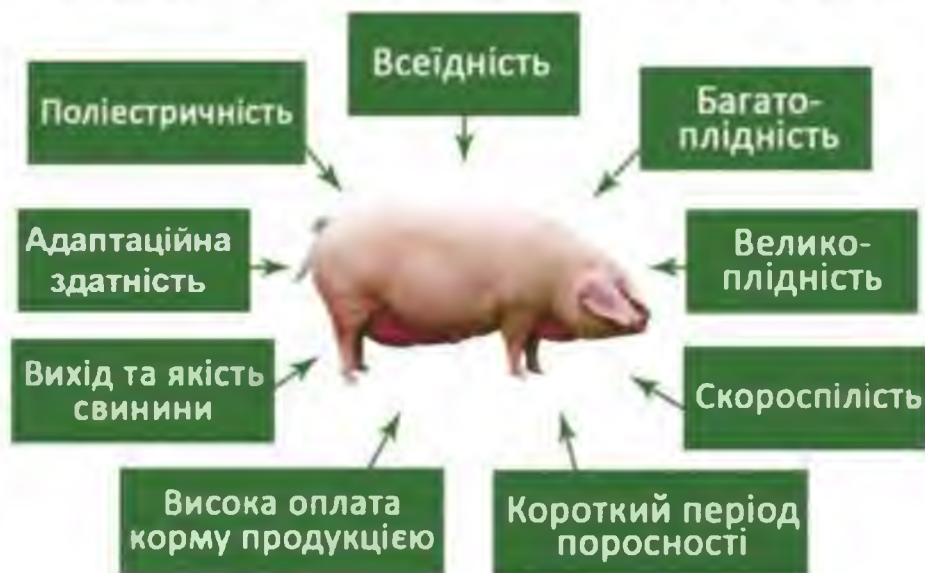 Всеїдність
Поліестричність
Багато-
плідність
Адаптаційна
здатність
Велико-
плідність
Вихід та якість
свинини
Скороспілість
Висока оплата
корму продукцією
Короткий період
поросності